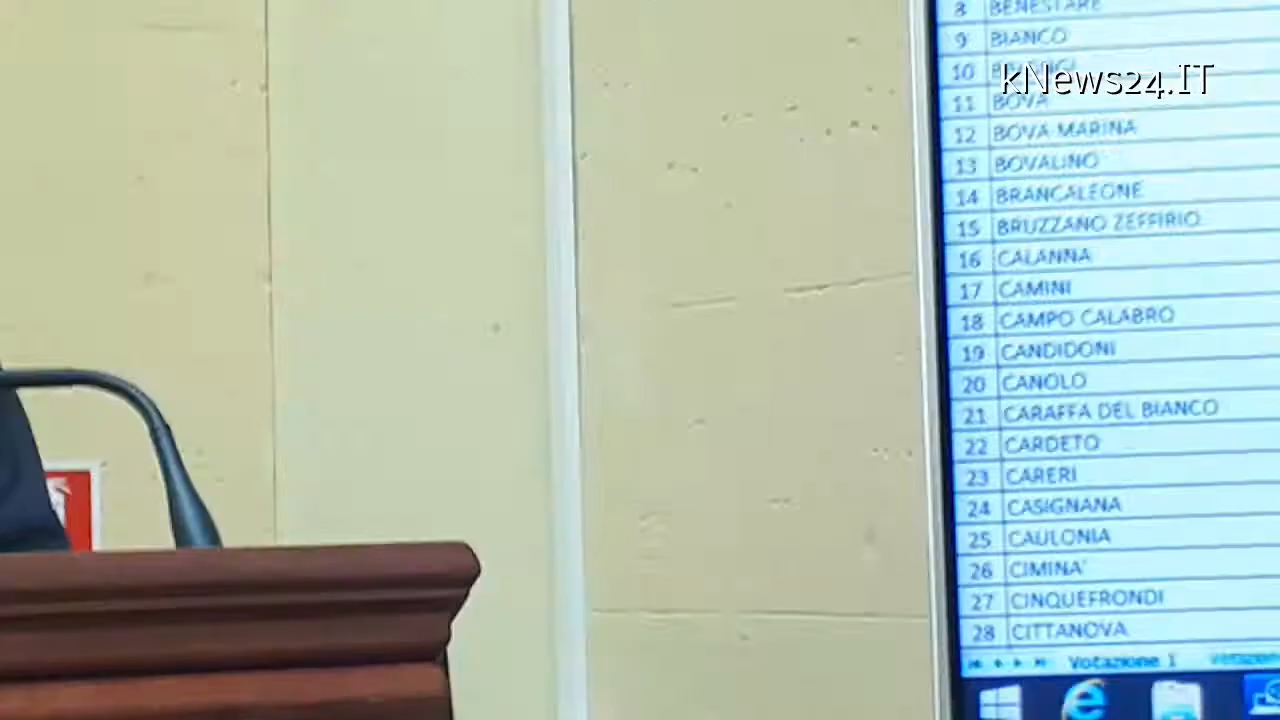 8 BENESTARE
9 BIANCO
kNews24.IT
10
11 BOVA
12 BOVA MARINA
13 BOVALINO
14 BRANCALEONE
15 BRUZZANO ZEFFIRIO
16 CALANNA
17 CAMINI
18 CAMPO CALABRO
19 CANDIDONI
20 CANOLO
21 CARAFFA DEL BIANCO
22 CARDETO
23 CARERI
24 CASIGNANA
25 CAULONIA
26 CIMINA'
27 CINQUEFRONDI
28 CITTANOVA
Votazione 1